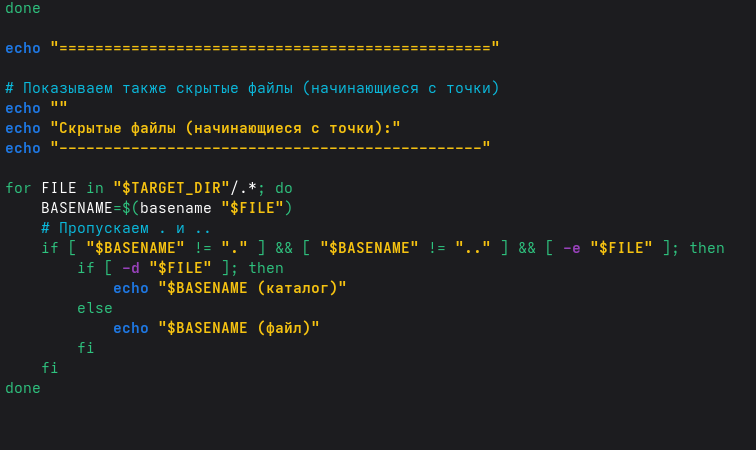 done
echo "================================================"
# Показываем также скрытые файлы (начинающиеся с точки)
echo ""
echo "Скрытые файлы (начинающиеся с точки):"
echo "-----------------------------------------------"
for FILE in "$TARGET_DIR"/.*; do
    BASENAME=$(basename "$FILE")
    # Пропускаем . и ..
    if [ "$BASENAME" != "." ] && [ "$BASENAME" != ".." ] && [ -e "$FILE" ]; then
        if [ -d "$FILE" ]; then
            echo "$BASENAME (каталог)"
        else
            echo "$BASENAME (файл)"
        fi
    fi
done